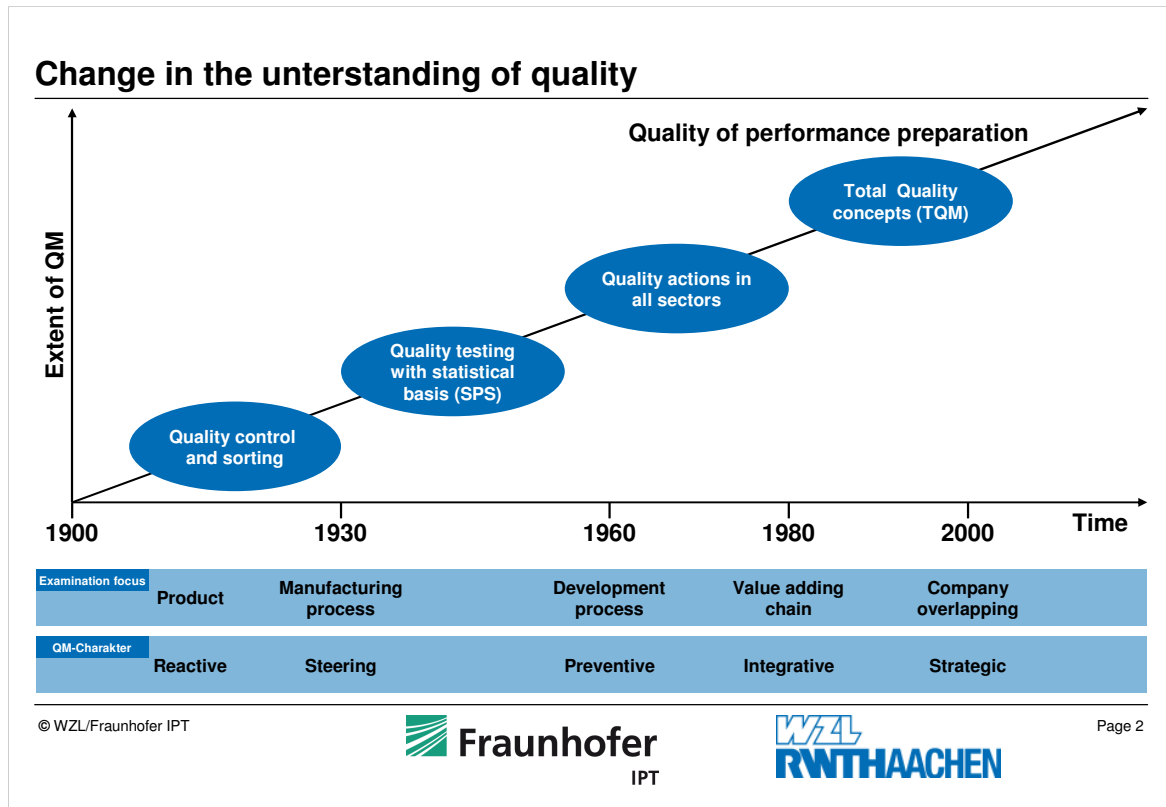 Change in the unterstanding of quality
Quality of performance preparation
Total Quality
concepts (TQM)
Quality actions in
all sectors
Quality testing
with statistical
basis (SPS)
Quality control
and sorting
Extent of QM
1900 1930 1960 1980 2000 Time
Examination focus
Product
Manufacturing
process
Development
process
Value adding
chain
Company
overlapping
QM-Charakter
Reactive Steering Preventive Integrative Strategic
© WZL/Fraunhofer IPT
Fraunhofer
IPT
WZL
RWTHAACHEN
Page 2